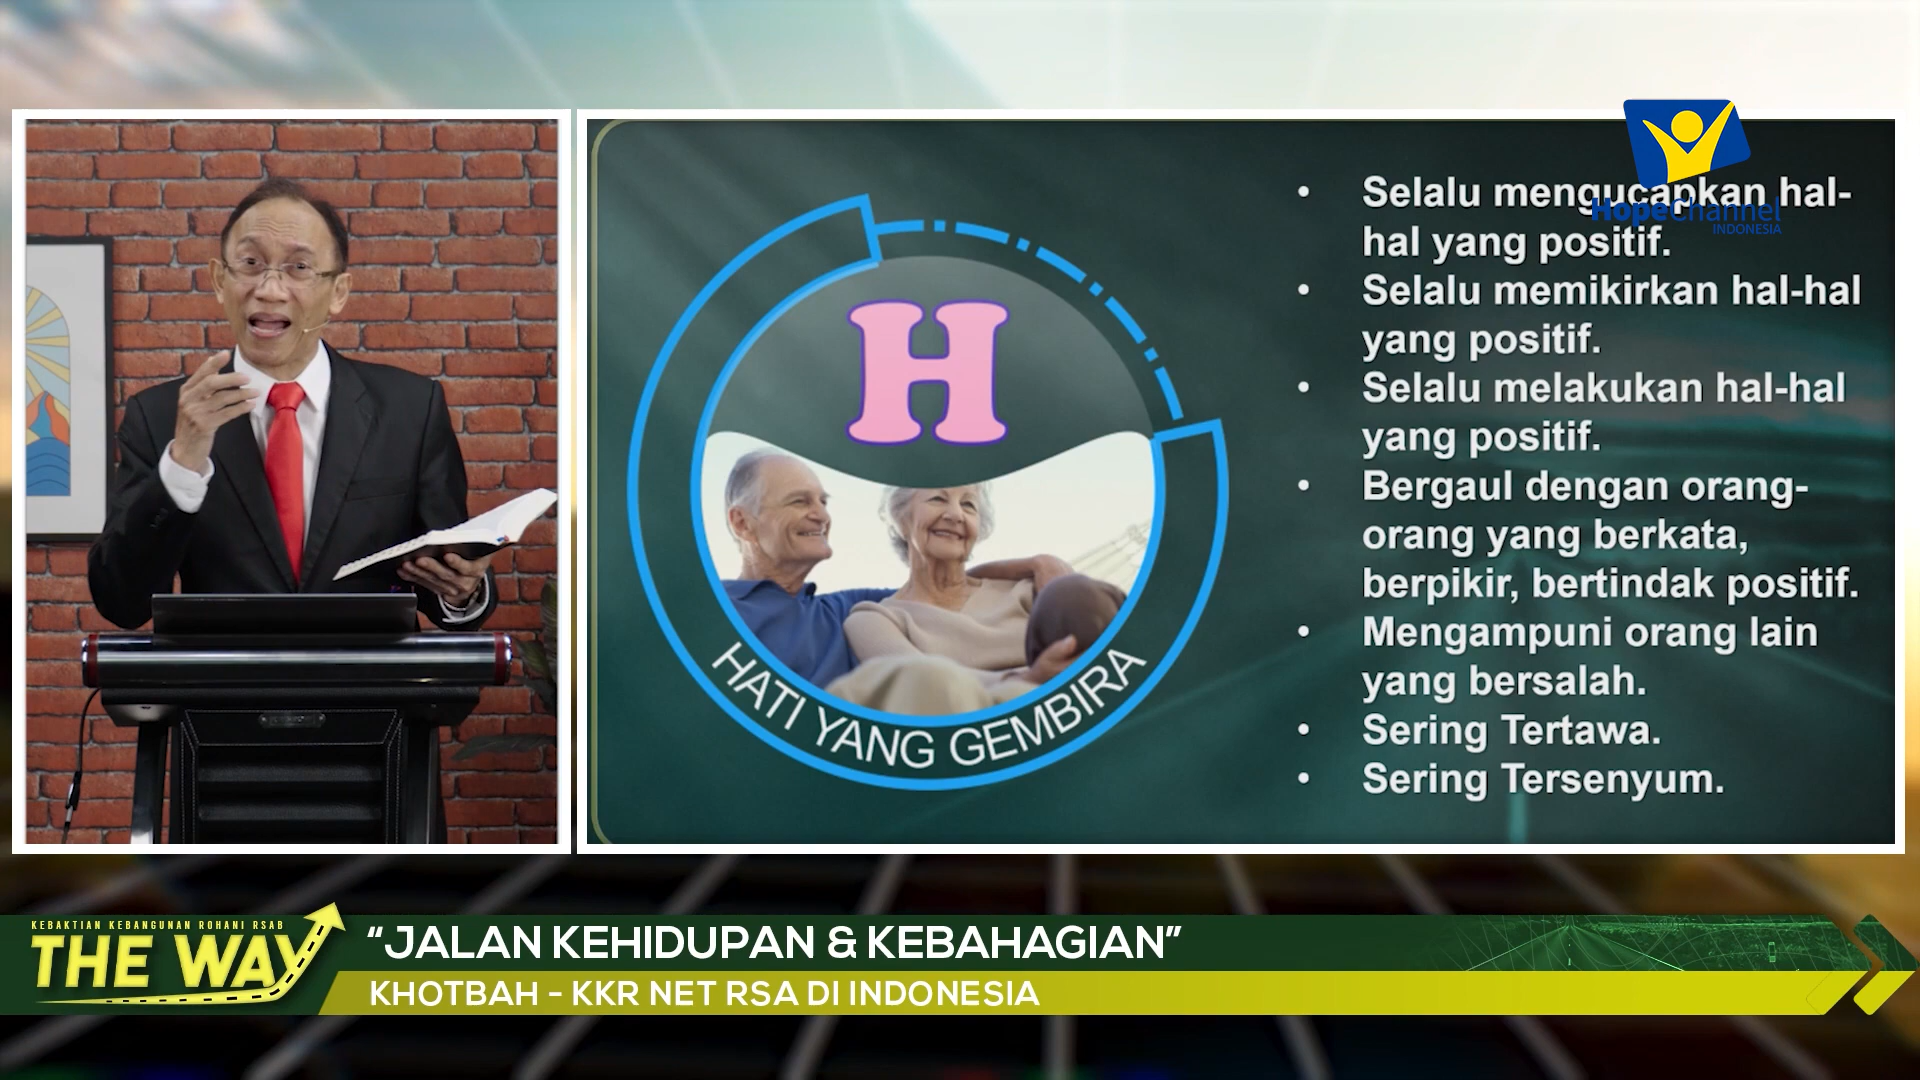 HopeChannel
INDONESIA
H
HATI YANG GEMBIRA
• Selalu mengucapkan hal-
hal yang positif.
• Selalu memikirkan hal-hal
yang positif.
• Selalu melakukan hal-hal
yang positif.
• Bergaul dengan orang-
orang yang berkata,
berpikir, bertindak positif.
• Mengampuni orang lain
yang bersalah.
• Sering Tertawa.
• Sering Tersenyum.
KEBAKTIAN KEBANGUNAN ROHANI RSAB
THE WAY
“JALAN KEHIDUPAN & KEBAHAGIAN”
KHOTBAH - KKR NET RSA DI INDONESIA